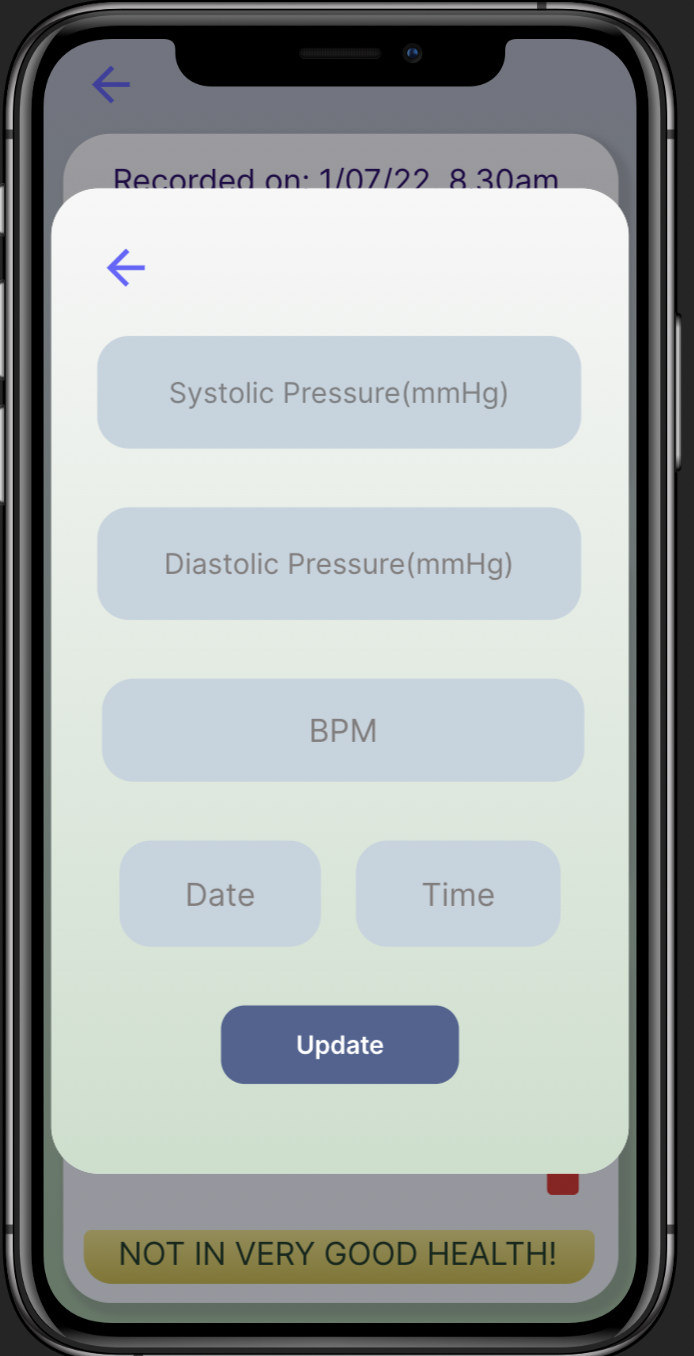 Recorded on: 1/07/22 8.30am
Systolic Pressure(mmHg)
Diastolic Pressure(mmHg)
BPM
Date Time
Update
NOT IN VERY GOOD HEALTH!